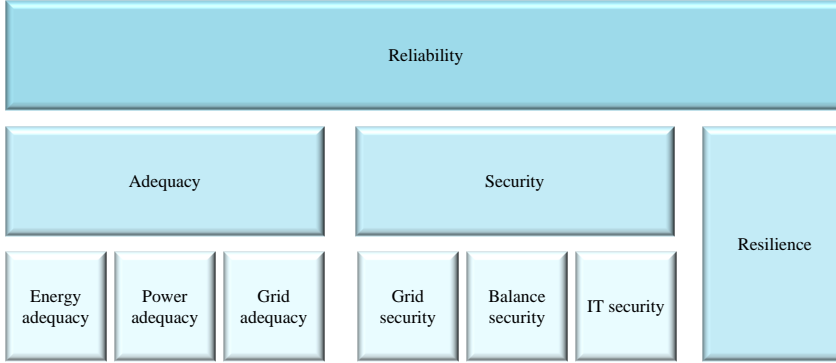 Reliability
Adequacy
Security
Resilience
Energy
adequacy
Power
adequacy
Grid
adequacy
Grid
security
Balance
security
IT security